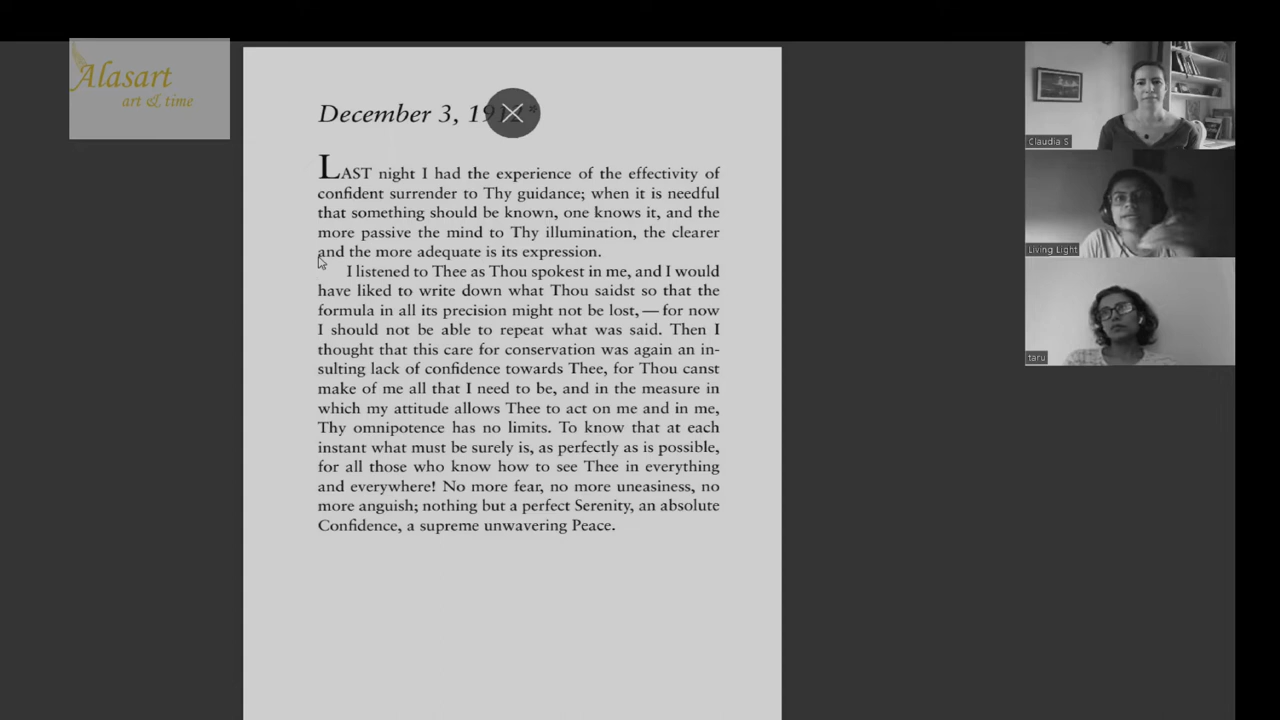 Alasart
art & time
December 3, 19
LAST night I had the experience of the effectivity of
confident surrender to Thy guidance; when it is needful
that something should be known, one knows it, and the
more passive the mind to Thy illumination, the clearer
and the more adequate is its expression.
I listened to Thee as Thou spokest in me, and I would
have liked to write down what Thou saidst so that the
formula in all its precision might not be lost, — for now
I should not be able to repeat what was said. Then I
thought that this care for conservation was again an in-
sulting lack of confidence towards Thee, for Thou canst
make of me all that I need to be, and in the measure in
which my attitude allows Thee to act on me and in me,
Thy omnipotence has no limits. To know that at each
instant what must be surely is, as perfectly as is possible,
for all those who know how to see Thee in everything
and everywhere! No more fear, no more uneasiness, no
more anguish; nothing but a perfect Serenity, an absolute
Confidence, a supreme unwavering Peace.
Claudia S
Living Light
taru